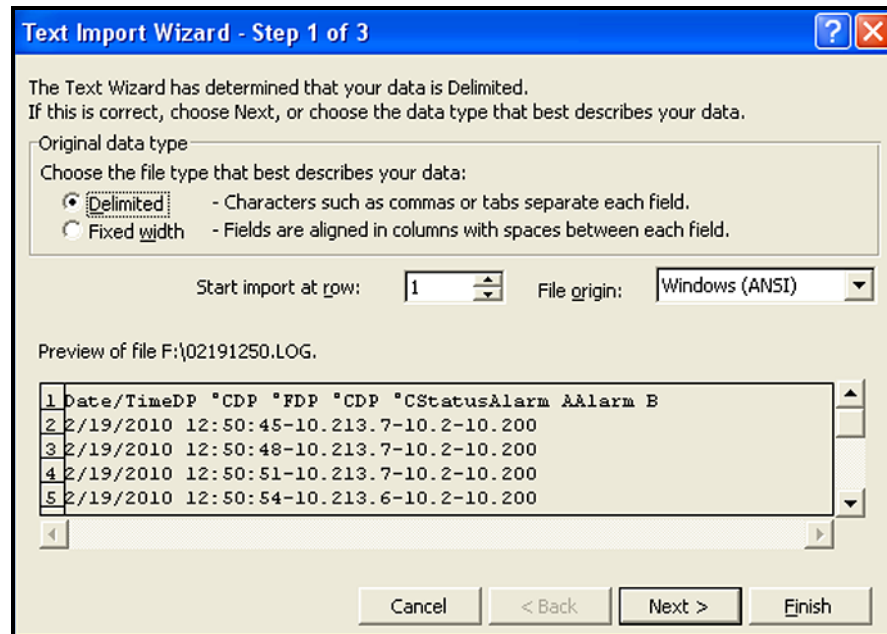 Text Import Wizard - Step 1 of 3
The Text Wizard has determined that your data is Delimited.
If this is correct, choose Next, or choose the data type that best describes your data.
Original data type
Choose the file type that best describes your data:
Delimited - Characters such as commas or tabs separate each field.
Fixed width - Fields are aligned in columns with spaces between each field.
Start import at row: 1 File origin: Windows (ANSI)
Preview of file F:\02191250.LOG.
1 Date/TimeDP °CDP °FDP °CDP °CStatusAlarm AAlarm B
2 2/19/2010 12:50:45-10.213.7-10.2-10.200
3 2/19/2010 12:50:48-10.213.7-10.2-10.200
4 2/19/2010 12:50:51-10.213.7-10.2-10.200
5 2/19/2010 12:50:54-10.213.6-10.2-10.200
Cancel < Back Next > Finish